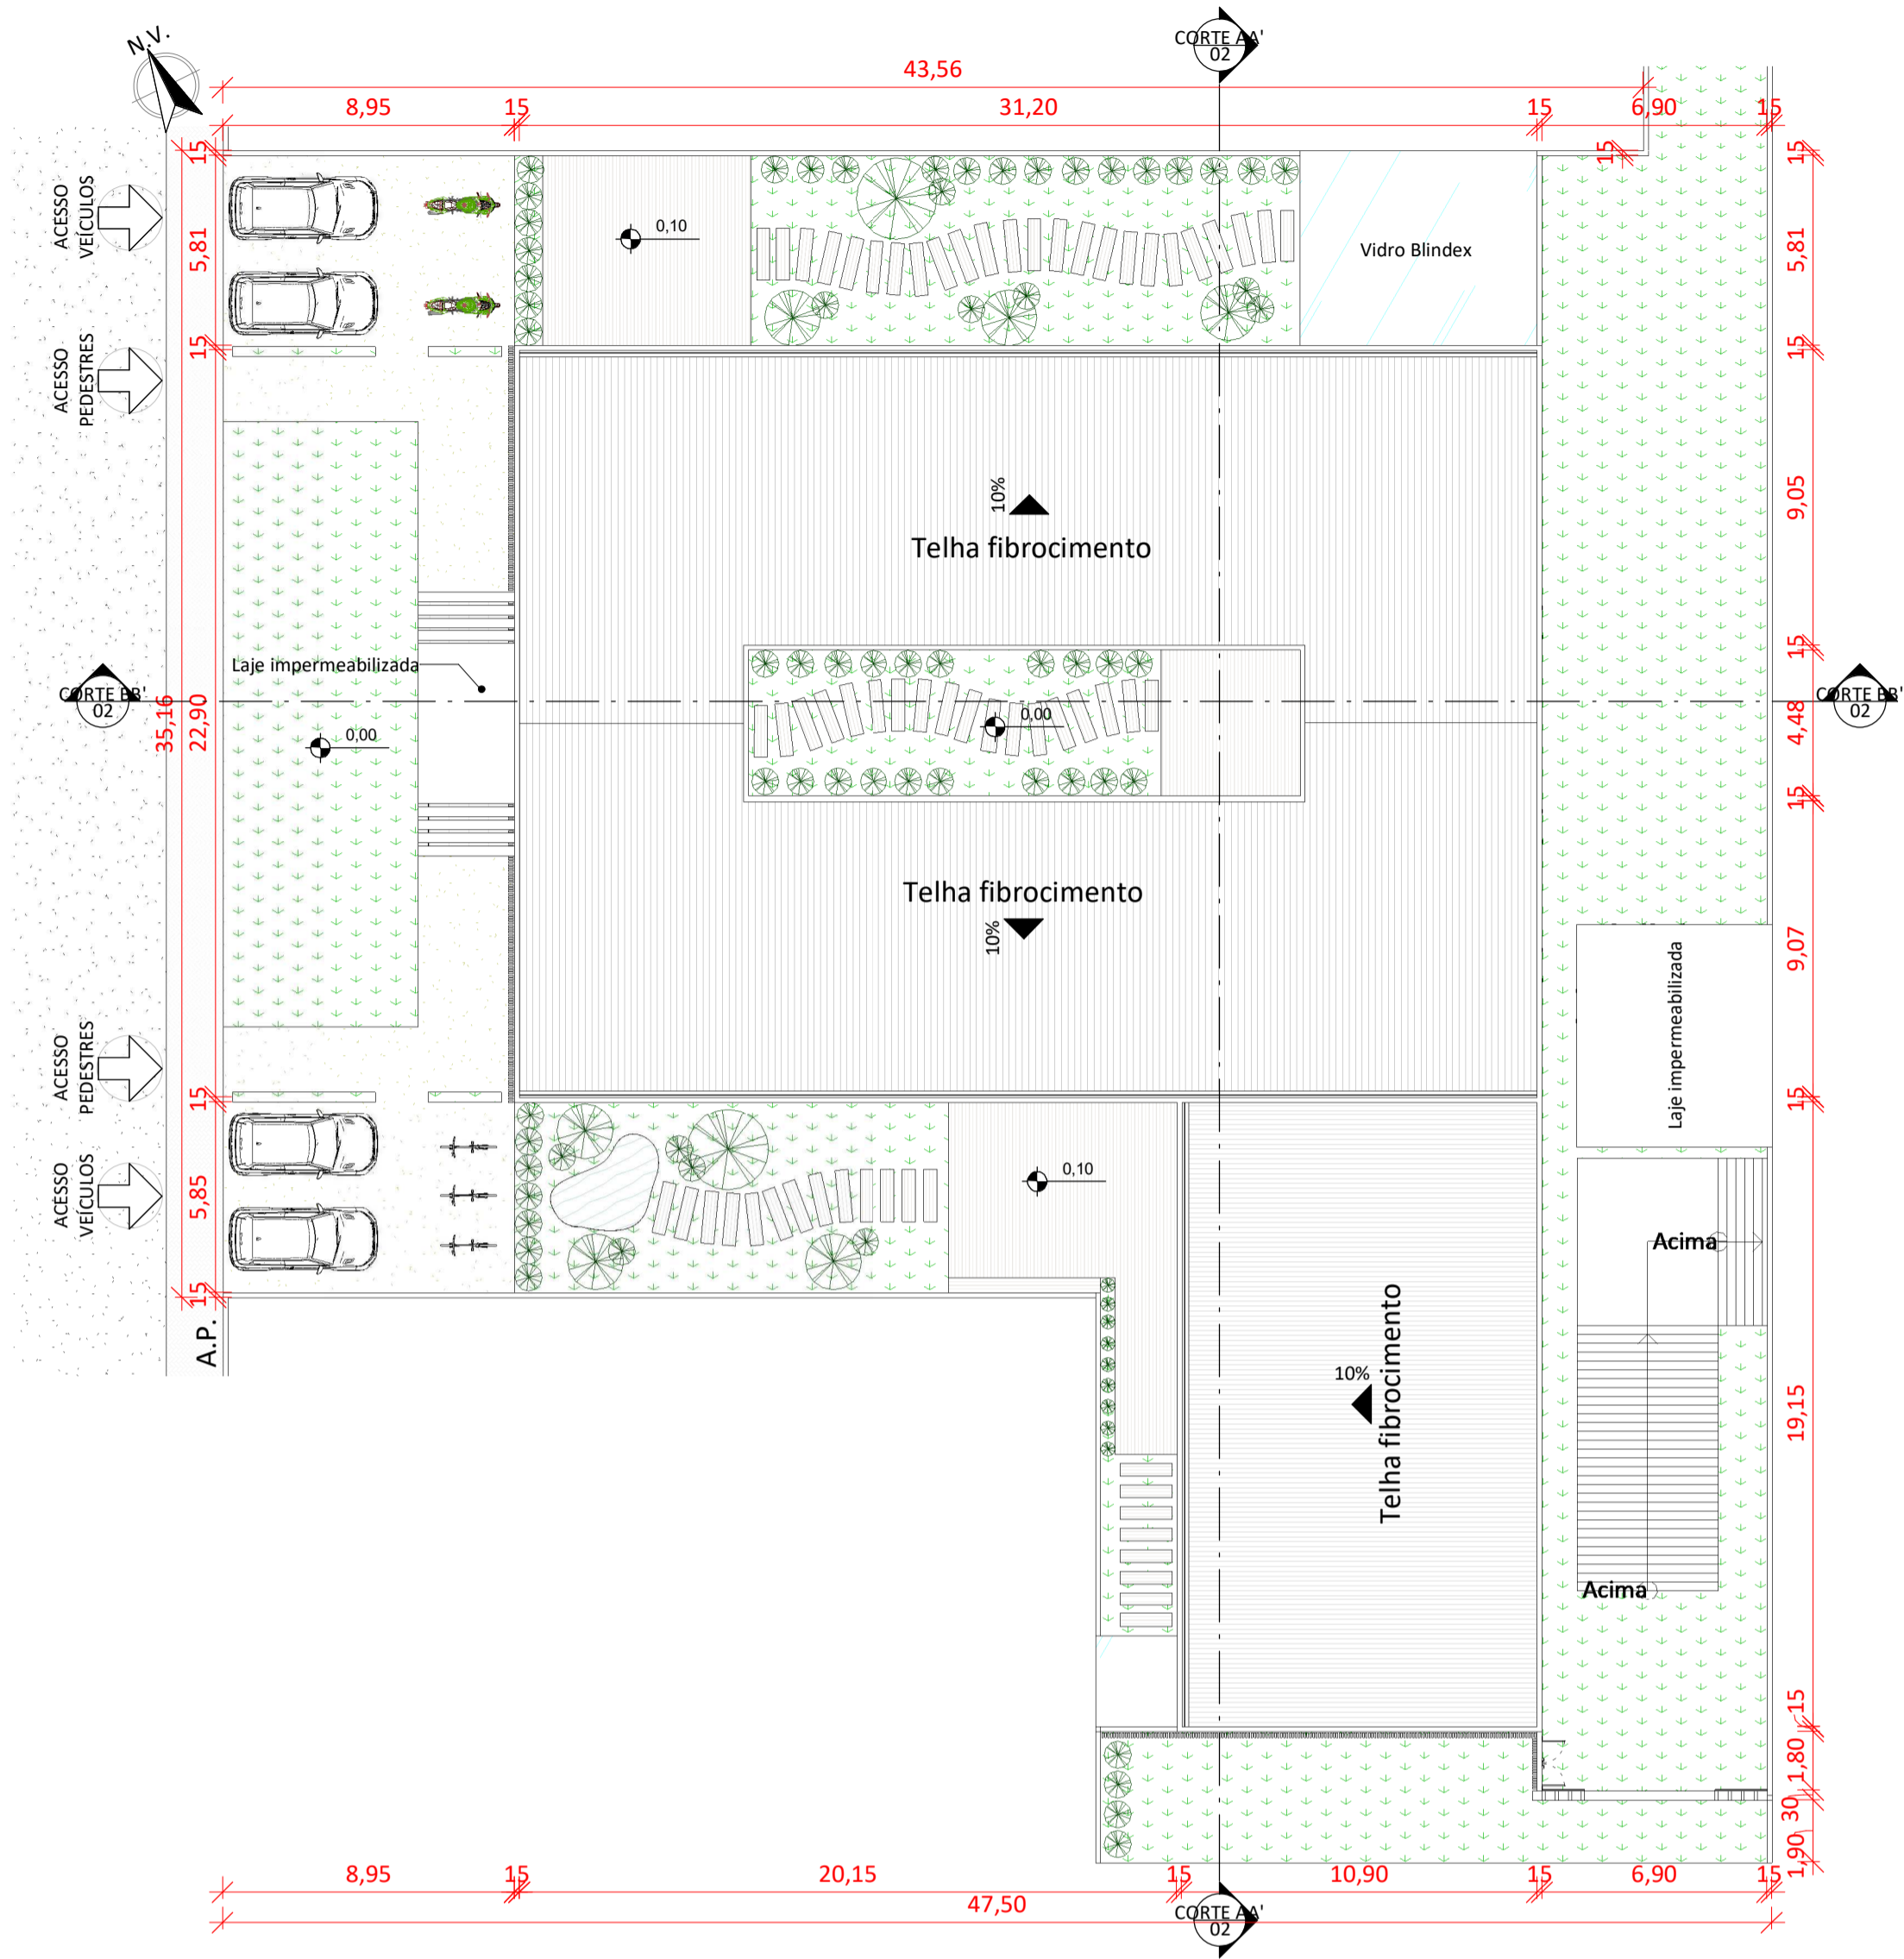 N.V.
CORTE AA'
02
43,56
8,95
15
31,20
15
6,90
15
15
15
15
ACESSO
VEÍCULOS
5,81
0,10
Vidro Blindex
5,81
15
15
ACESSO
PEDESTRES
10%
Telha fibrocimento
9,05
15
Laje impermeabilizada
CORTE BB'
02
35,16
22,90
0,00
0,00
4,48
CORTE BB'
02
15
Telha fibrocimento
10%
9,07
Laje impermeabilizada
ACESSO
PEDESTRES
15
15
ACESSO
VEÍCULOS
5,85
0,10
Acima
15
A.P.
10%
Telha fibrocimento
19,15
Acima
15
1,80
30
1,90
8,95
15
20,15
15
10,90
15
6,90
15
47,50
CORTE AA'
02